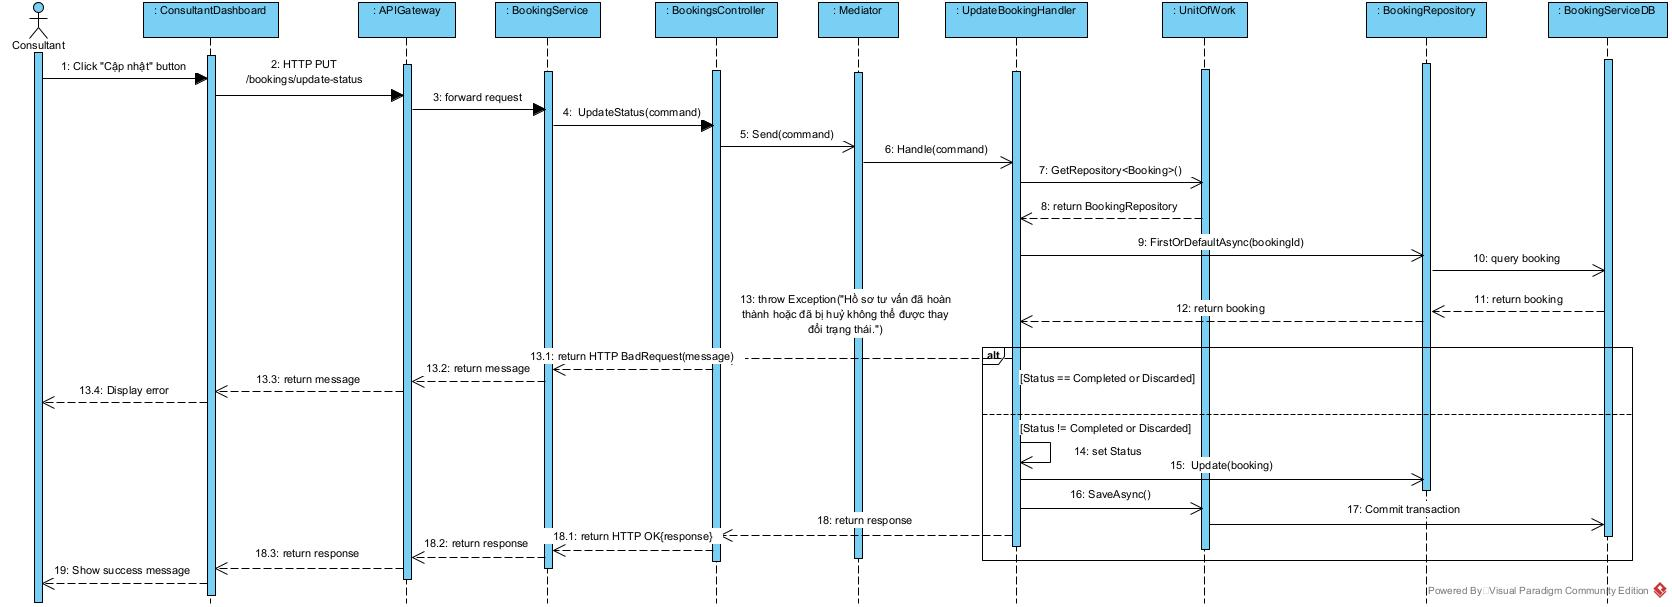 : ConsultantDashboard
: APIGateway
: BookingService
: BookingsController
: Mediator
: UpdateBookingHandler
: UnitOfWork
: BookingRepository
: BookingServiceDB
Consultant
1: Click "Cập nhật" button
2: HTTP PUT
/bookings/update-status
3: forward request
4: UpdateStatus(command)
5: Send(command)
6: Handle(command)
7: GetRepository<Booking>()
8: return BookingRepository
9: FirstOrDefaultAsync(bookingId)
10: query booking
11: return booking
12: return booking
13: throw Exception("Hồ sơ tư vấn đã hoàn
thành hoặc đã bị huỷ không thể được thay
đổi trạng thái.")
alt
13.1: return HTTP BadRequest(message)
13.2: return message
13.3: return message
13.4: Display error
[Status == Completed or Discarded]
[Status != Completed or Discarded]
14: set Status
15: Update(booking)
16: SaveAsync()
17: Commit transaction
18: return response
18.1: return HTTP OK{response}
18.2: return response
18.3: return response
19: Show success message
Powered By Visual Paradigm Community Edition